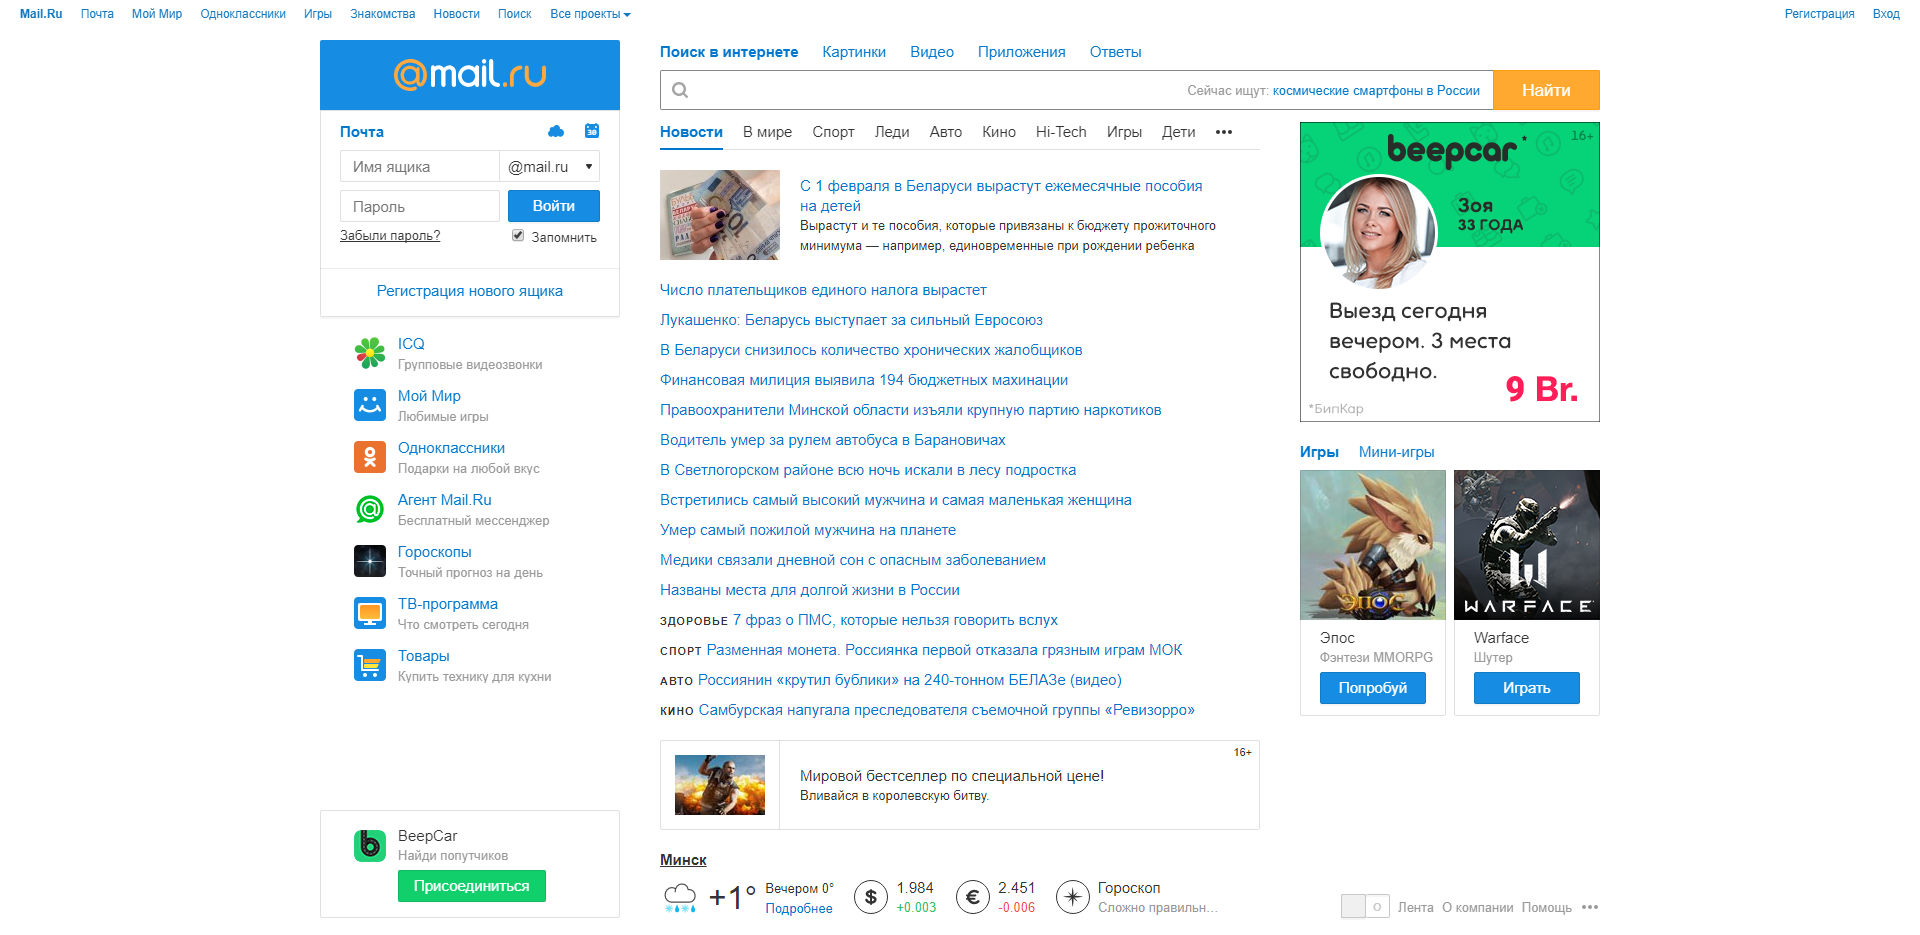 Mail.Ru Почта Мой Мир Одноклассники Игры Знакомства Новости Поиск Все проекты Регистрация Вход
@mail.ru
Почта
30
Имя ящика @mail.ru
Пароль Войти
Забыли пароль? Запомнить
Регистрация нового ящика
ICQ
Групповые видеозвонки
Мой Мир
Любимые игры
Одноклассники
Подарки на любой вкус
Агент Mail.Ru
Бесплатный мессенджер
Гороскопы
Точный прогноз на день
ТВ-программа
Что смотреть сегодня
Товары
Купить технику для кухни
BeepCar
Найди попутчиков
Присоединиться
Поиск в интернете Картинки Видео Приложения Ответы
Сейчас ищут: космические смартфоны в России Найти
Новости В мире Спорт Леди Авто Кино Hi-Tech Игры Дети •••
С 1 февраля в Беларуси вырастут ежемесячные пособия
на детей
Вырастут и те пособия, которые привязаны к бюджету прожиточного
минимума — например, единовременные при рождении ребенка
Число плательщиков единого налога вырастет
Лукашенко: Беларусь выступает за сильный Евросоюз
В Беларуси снизилось количество хронических жалобщиков
Финансовая милиция выявила 194 бюджетных махинации
Правоохранители Минской области изъяли крупную партию наркотиков
Водитель умер за рулем автобуса в Барановичах
В Светлогорском районе всю ночь искали в лесу подростка
Встретились самый высокий мужчина и самая маленькая женщина
Умер самый пожилой мужчина на планете
Медики связали дневной сон с опасным заболеванием
Названы места для долгой жизни в России
ЗДОРОВЬЕ 7 фраз о ПМС, которые нельзя говорить вслух
СПОРТ Разменная монета. Россиянка первой отказала грязным играм МОК
АВТО Россиянин «крутил бублики» на 240-тонном БЕЛАЗе (видео)
КИНО Самбурская напугала преследователя съемочной группы «Ревизорро»
16+
Мировой бестселлер по специальной цене!
Вливайся в королевскую битву.
Минск
+1° Вечером 0° $ 1.984 € 2.451 Гороскоп
Подробнее +0.003 -0.006 Сложно правильн...
beepcar* 16+
Зоя
33 ГОДА
Выезд сегодня
вечером. 3 места
свободно.
9 Br.
*БипКар
Игры Мини-игры
ЭПОС WARFACE
Эпос Warface
Фэнтези MMORPG Шутер
Попробуй Играть
Лента О компании Помощь •••